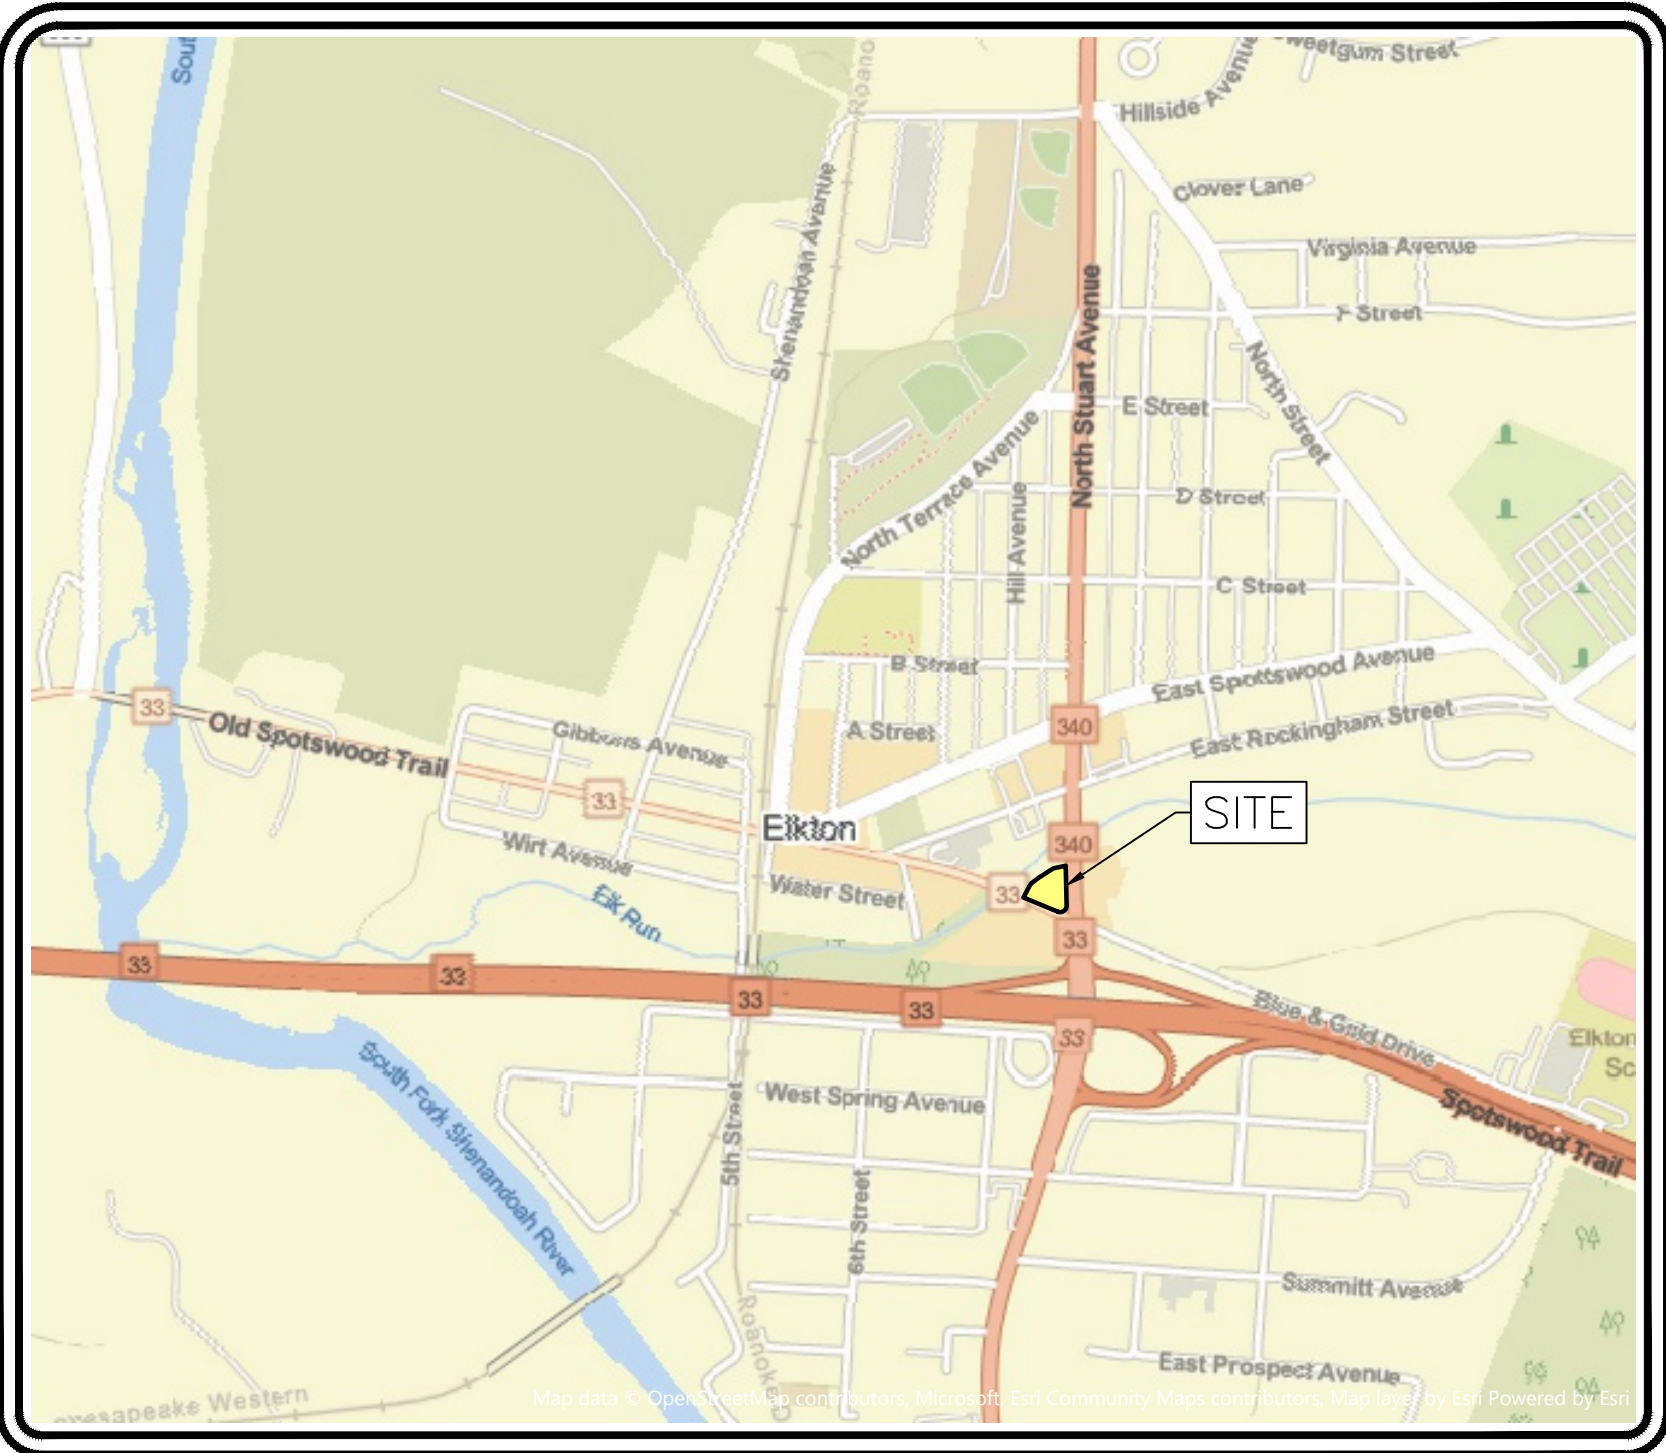 Sweetgum Street
Hillside Avenue
Clover Lane
Virginia Avenue
F Street
Shenandoah Avenue
North Stuart Avenue
North Street
E Street
North Terrace Avenue
D Street
Hill Avenue
C Street
B Street
East Spottswood Avenue
33
Old Spotswood Trail
Gibbons Avenue
A Street
340
East Rockingham Street
33
Elkton
SITE
Wirt Avenue
340
Water Street
33
Elk Run
33
33
33
33
33
Blue & Gold Drive
33
Elkton
Sc
South Fork Shenandoah River
West Spring Avenue
5th Street
Spotswood Trail
6th Street
Summitt Avenue
East Prospect Avenue
Western
Map data © OpenStreetMap contributors, Microsoft, Esri Community Maps contributors, Map layer by Esri Powered by Esri